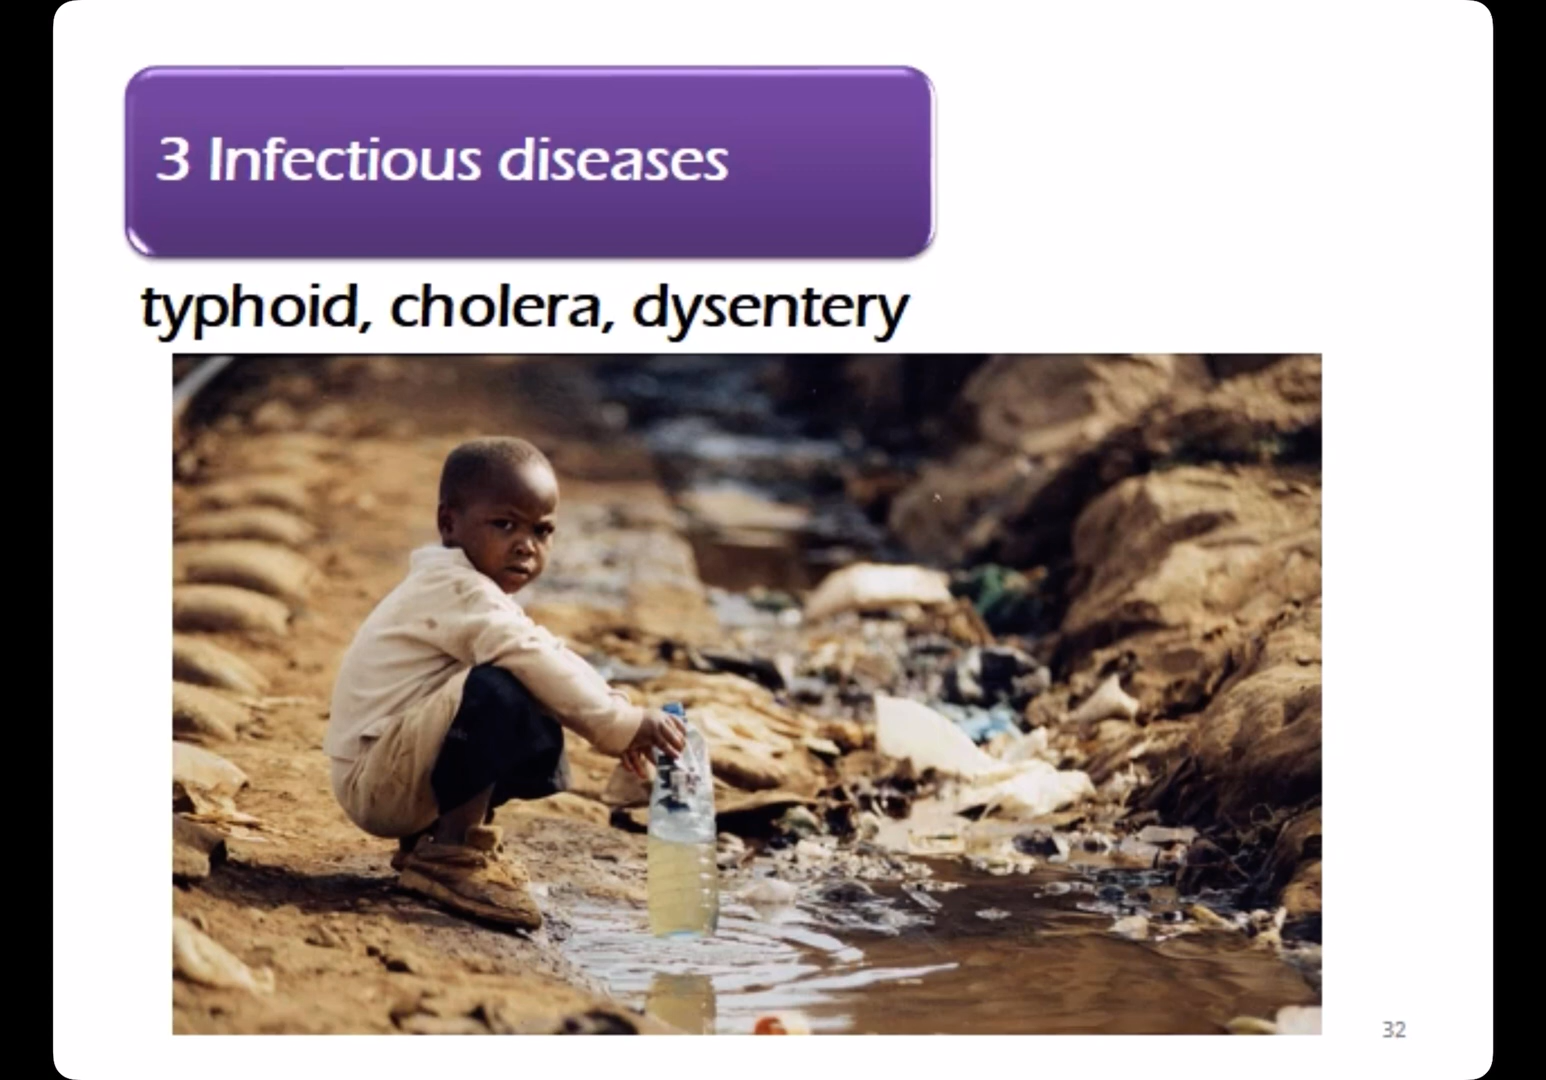 3 Infectious diseases
typhoid, cholera, dysentery
32